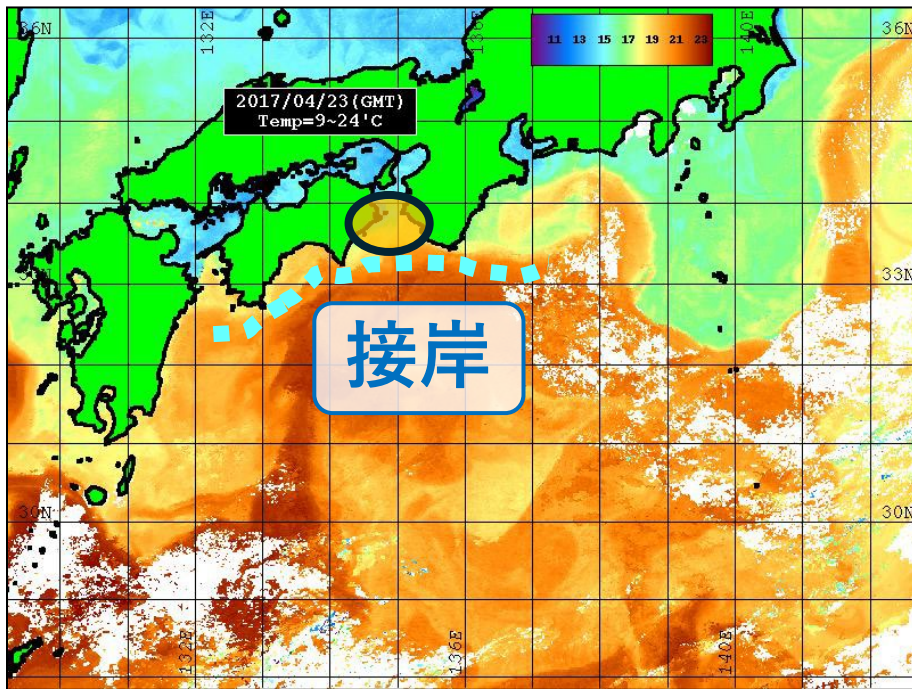 36N 132E 136E 140E 36N
11 13 15 17 19 21 23
2017/04/23(GMT)
Temp=9~24'C
33N 33N
接岸
30N 30N
132E 136E 140E